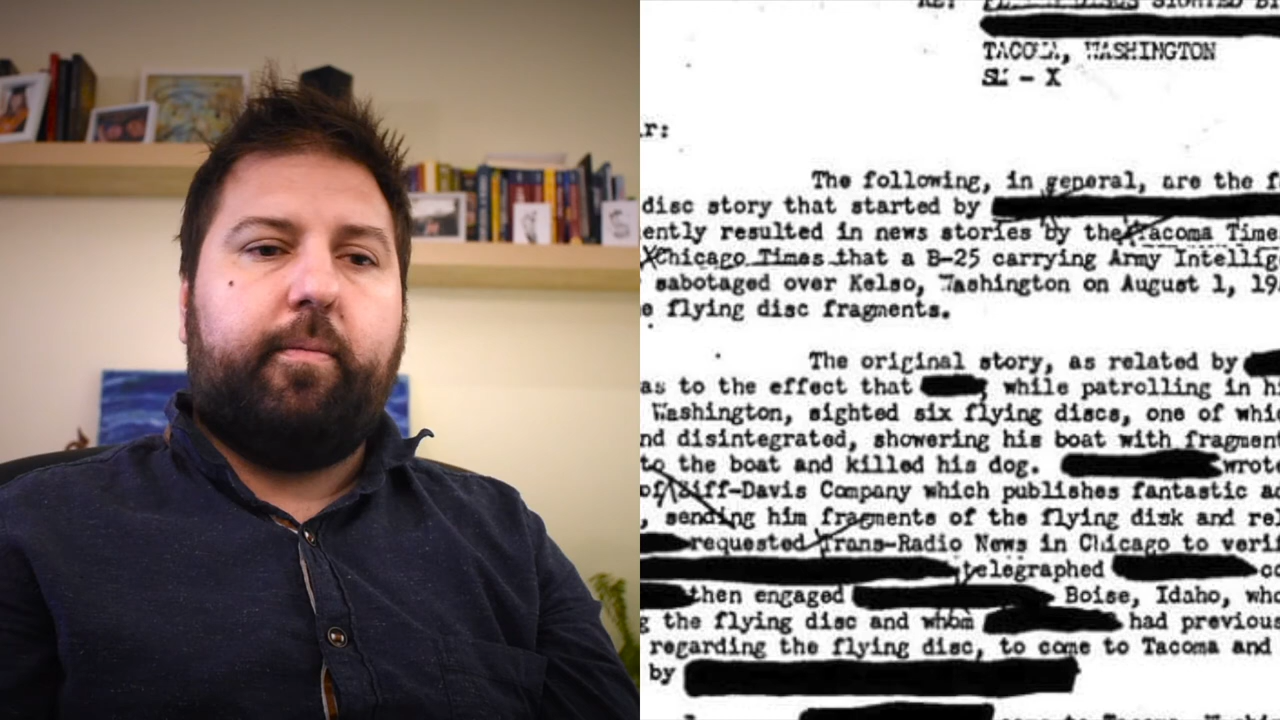 TACOMA, WASHINGTON
SM - X
ir:
The following, in general, are the f
disc story that started by
ently resulted in news stories by the Tacoma Time
Chicago Times that a B-25 carrying Army Intellig
sabotaged over Kelso, Washington on August 1, 19
e flying disc fragments.
The original story, as related by
as to the effect that , while patrolling in hi
Washington, sighted six flying discs, one of whic
nd disintegrated, showering his boat with fragment
to the boat and killed his dog. wrote
of Ziff-Davis Company which publishes fantastic ad
, sending him fragments of the flying disk and rel
requested Trans-Radio News in Chicago to verif
telegraphed co
then engaged Boise, Idaho, who
g the flying disc and whom had previous
regarding the flying disc, to come to Tacoma and
by